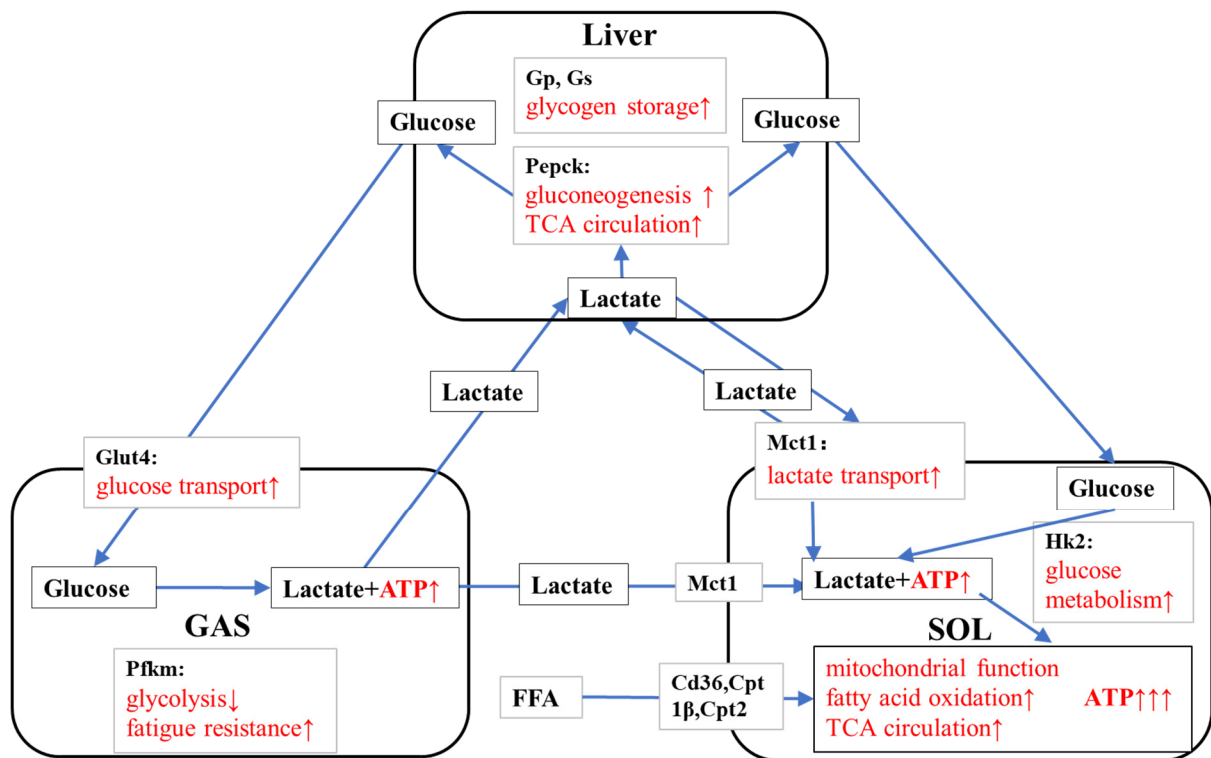 Liver
Gp, Gs
glycogen storage↑
Glucose
Glucose
Pepck:
gluconeogenesis ↑
TCA circulation↑
Lactate
Lactate
Lactate
Glut4:
glucose transport↑
Mct1:
lactate transport↑
Glucose
Glucose
Lactate+ATP↑
Lactate
Mct1
Lactate+ATP↑
Hk2:
glucose
metabolism↑
GAS
SOL
Pfkm:
glycolysis↓
fatigue resistance↑
FFA
Cd36,Cpt
1β,Cpt2
mitochondrial function
fatty acid oxidation↑ ATP↑↑↑
TCA circulation↑